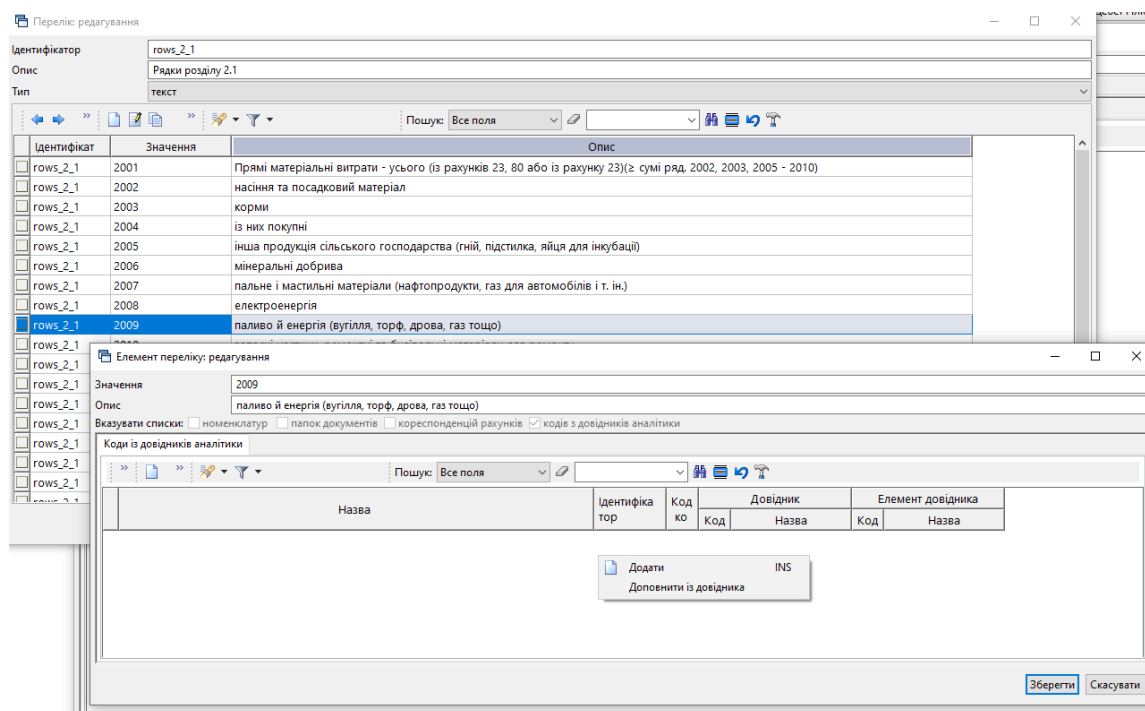 Перелік: редагування
Ідентифікатор rows_2_1
Опис Рядки розділу 2.1
Тип текст
Пошук: Все поля
Ідентифікат Значення Опис
rows_2_1 2001 Прямі матеріальні витрати - усього (із рахунків 23, 80 або із рахунку 23)(≥ сумі ряд. 2002, 2003, 2005 - 2010)
rows_2_1 2002 насіння та посадковий матеріал
rows_2_1 2003 корми
rows_2_1 2004 із них покупні
rows_2_1 2005 інша продукція сільського господарства (гній, підстилка, яйця для інкубації)
rows_2_1 2006 мінеральні добрива
rows_2_1 2007 пальне і мастильні матеріали (нафтопродукти, газ для автомобілів і т. ін.)
rows_2_1 2008 електроенергія
rows_2_1 2009 паливо й енергія (вугілля, торф, дрова, газ тощо)
rows_2_1
rows_2_1
rows_2_1
rows_2_1
rows_2_1
rows_2_1
rows_2_1
rows_2_1
Елемент переліку: редагування
Значення 2009
Опис паливо й енергія (вугілля, торф, дрова, газ тощо)
Вказувати списки: номенклатур папок документів кореспонденцій рахунків кодів з довідників аналітики
Коди із довідників аналітики
Пошук: Все поля
Назва Ідентифіка Код Довідник Елемент довідника
тор ко Код Назва Код Назва
Додати INS
Доповнити із довідника
Зберегти Скасувати